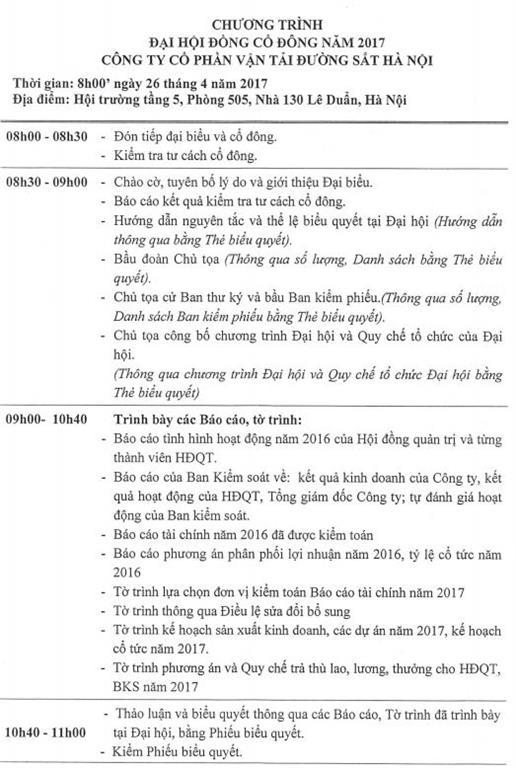 CHƯƠNG TRÌNH
ĐẠI HỘI ĐỒNG CỔ ĐÔNG NĂM 2017
CÔNG TY CỔ PHẦN VẬN TẢI ĐƯỜNG SẮT HÀ NỘI
Thời gian: 8h00’ ngày 26 tháng 4 năm 2017
Địa điểm: Hội trường tầng 5, Phòng 505, Nhà 130 Lê Duẩn, Hà Nội
08h00 - 08h30 - Đón tiếp đại biểu và cổ đông.
- Kiểm tra tư cách cổ đông.
08h30 - 09h00 - Chào cờ, tuyên bố lý do và giới thiệu Đại biểu.
- Báo cáo kết quả kiểm tra tư cách cổ đông.
- Hướng dẫn nguyên tắc và thể lệ biểu quyết tại Đại hội (Hướng dẫn
thông qua bằng Thẻ biểu quyết).
- Bầu đoàn Chủ tọa (Thông qua số lượng, Danh sách bằng Thẻ biểu
quyết).
- Chủ tọa cử Ban thư ký và bầu Ban kiểm phiếu.(Thông qua số lượng,
Danh sách Ban kiểm phiếu bằng Thẻ biểu quyết).
- Chủ tọa công bố chương trình Đại hội và Quy chế tổ chức của Đại
hội.
(Thông qua chương trình Đại hội và Quy chế tổ chức Đại hội bằng
Thẻ biểu quyết)
09h00- 10h40 Trình bày các Báo cáo, tờ trình:
- Báo cáo tình hình hoạt động năm 2016 của Hội đồng quản trị và từng
thành viên HĐQT.
- Báo cáo của Ban Kiểm soát về: kết quả kinh doanh của Công ty, kết
quả hoạt động của HĐQT, Tổng giám đốc Công ty; tự đánh giá hoạt
động của Ban kiểm soát.
- Báo cáo tài chính năm 2016 đã được kiểm toán
- Báo cáo phương án phân phối lợi nhuận năm 2016, tỷ lệ cổ tức năm
2016
- Tờ trình lựa chọn đơn vị kiểm toán Báo cáo tài chính năm 2017
- Tờ trình thông qua Điều lệ sửa đổi bổ sung
- Tờ trình kế hoạch sản xuất kinh doanh, các dự án năm 2017, kế hoạch
cổ tức năm 2017.
- Tờ trình phương án và Quy chế trả thù lao, lương, thưởng cho HĐQT,
BKS năm 2017
- Thảo luận và biểu quyết thông qua các Báo cáo, Tờ trình đã trình bày
10h40 - 11h00 tại Đại hội, bằng Phiếu biểu quyết.
- Kiểm Phiếu biểu quyết.